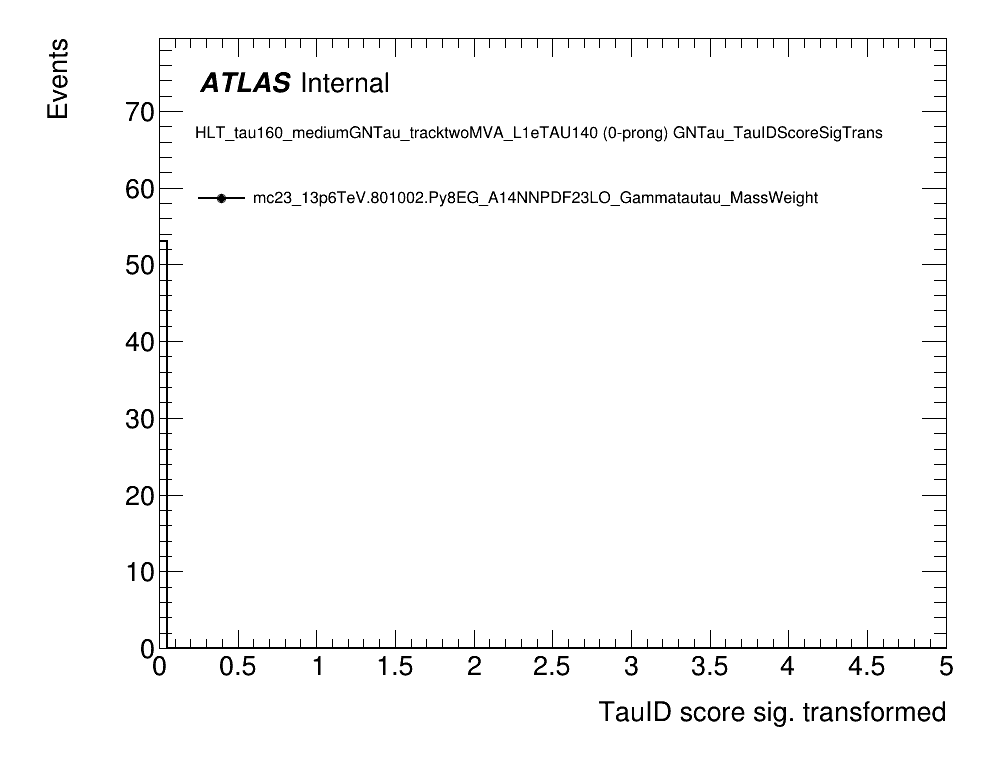 Events
ATLAS Internal
HLT_tau160_mediumGNTau_tracktwoMVA_L1eTAU140 (0-prong) GNTau_TauIDScoreSigTrans
mc23_13p6TeV.801002.Py8EG_A14NNPDF23LO_Gammatautau_MassWeight
70
60
50
40
30
20
10
0
0 0.5 1 1.5 2 2.5 3 3.5 4 4.5 5
TauID score sig. transformed